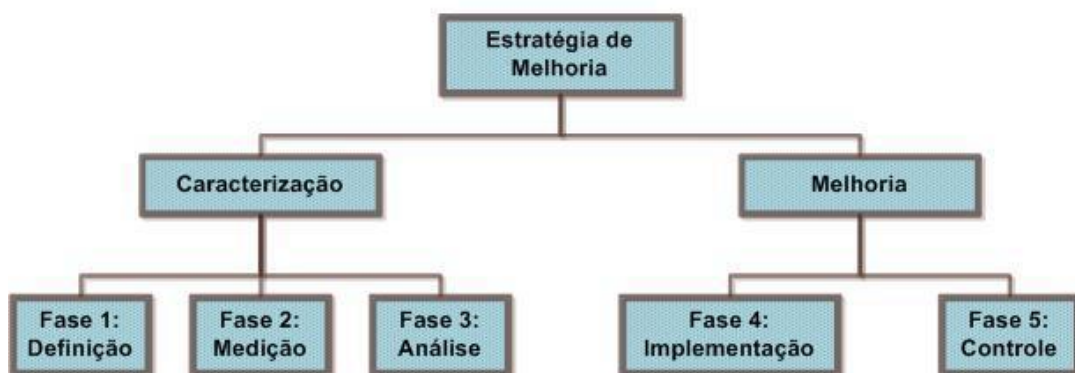 Estratégia de
Melhoria
Caracterização
Melhoria
Fase 1:
Definição
Fase 2:
Medição
Fase 3:
Análise
Fase 4:
Implementação
Fase 5:
Controle